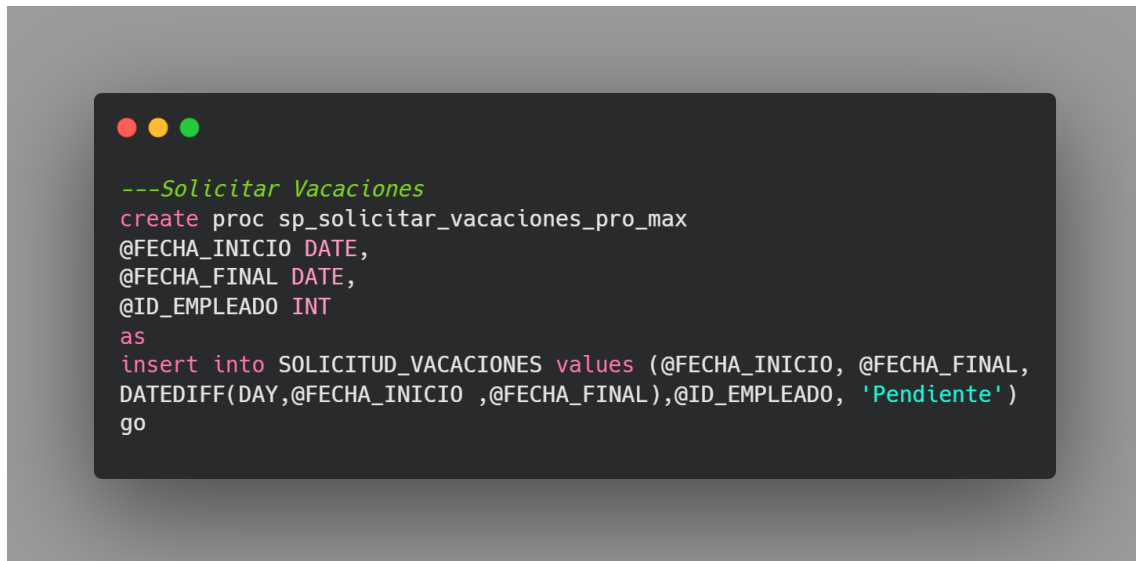 ---Solicitar Vacaciones
create proc sp_solicitar_vacaciones_pro_max
@FECHA_INICIO DATE,
@FECHA_FINAL DATE,
@ID_EMPLEADO INT
as
insert into SOLICITUD_VACACIONES values (@FECHA_INICIO, @FECHA_FINAL,
DATEDIFF(DAY,@FECHA_INICIO ,@FECHA_FINAL),@ID_EMPLEADO, 'Pendiente')
go